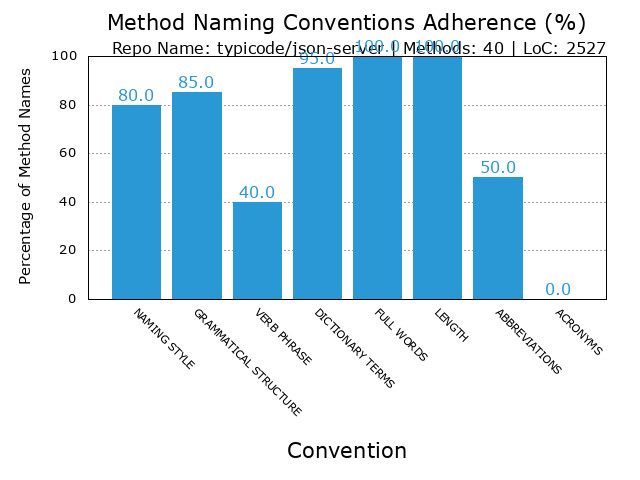 Method Naming Conventions Adherence (%)
Repo Name: typicode/json-server | Methods: 40 | LoC: 2527
Percentage of Method Names
100
80
60
40
20
0
80.0
85.0
40.0
95.0
100.0
100.0
50.0
0.0
NAMING STYLE
GRAMMATICAL STRUCTURE
VERB PHRASE
DICTIONARY TERMS
FULL WORDS
LENGTH
ABBREVIATIONS
ACRONYMS
Convention